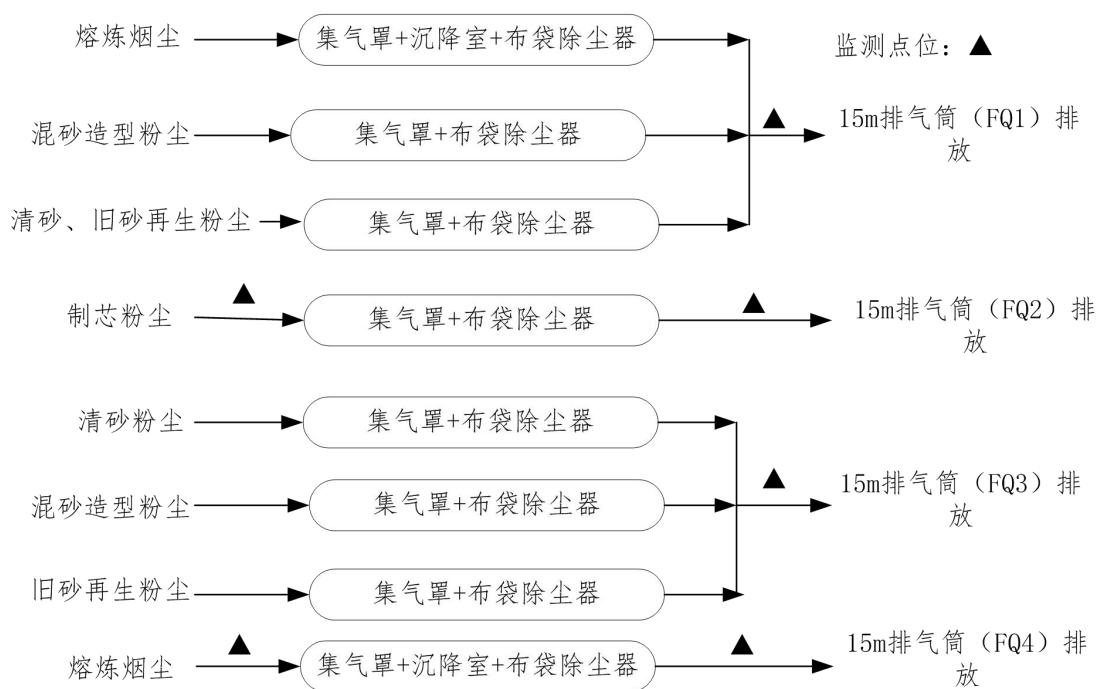 熔炼烟尘
集气罩+沉降室+布袋除尘器
监测点位：▲
混砂造型粉尘
集气罩+布袋除尘器
15m排气筒（FQ1）排
放
清砂、旧砂再生粉尘
集气罩+布袋除尘器
制芯粉尘
集气罩+布袋除尘器
15m排气筒（FQ2）排
放
清砂粉尘
集气罩+布袋除尘器
混砂造型粉尘
集气罩+布袋除尘器
15m排气筒（FQ3）排
放
旧砂再生粉尘
集气罩+布袋除尘器
熔炼烟尘
集气罩+沉降室+布袋除尘器
15m排气筒（FQ4）排
放